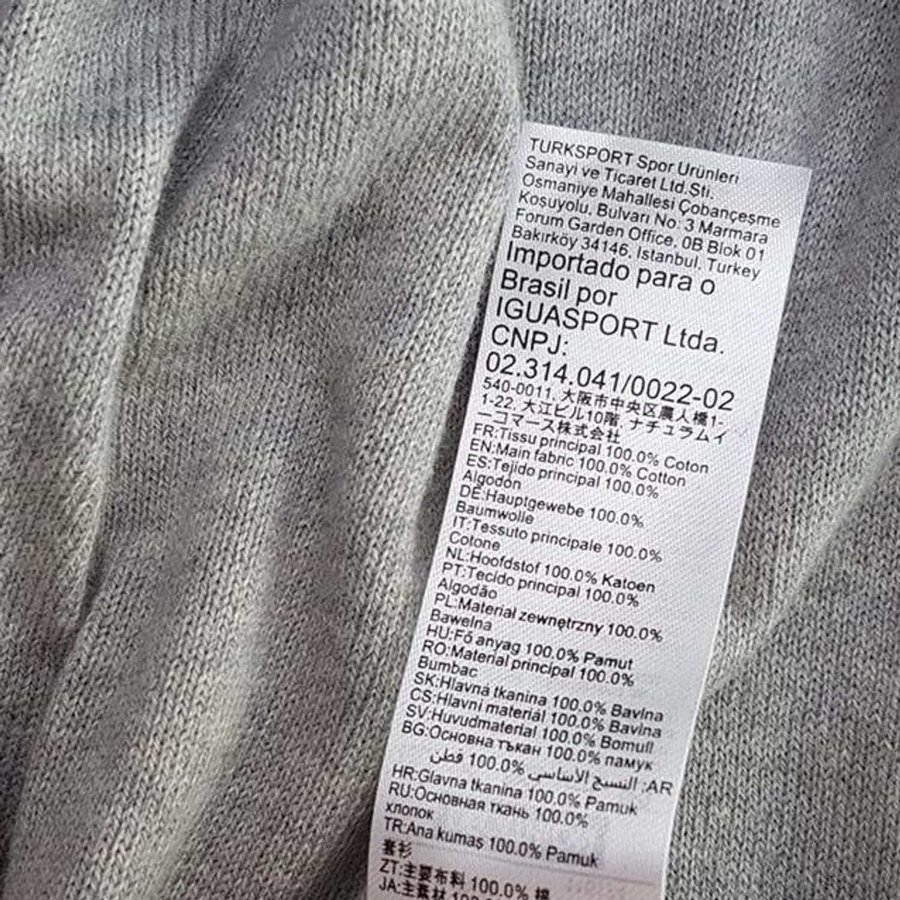 TURKSPORT Spor Urünleri
Sanayi ve Ticaret Ltd.Sti.
Osmaniye Mahallesi Çobançesme
Koşuyolu, Bulvarı No: 3 Marmara
Forum Garden Office, 0B Blok 01
Bakırköy 34146, Istanbul, Turkey
Importado para o
Brasil por
IGUASPORT Ltda.
CNPJ:
02.314.041/0022-02
540-0011, 大阪市中央区農人橋1-
1-22, 大江ビル10階 ナチュラムイ
ーコマース株式会社
FR:Tissu principal 100.0% Coton
EN:Main fabric 100.0% Cotton
ES:Tejido principal 100.0%
Algodón
DE:Hauptgewebe 100.0%
Baumwolle
IT:Tessuto principale 100.0%
Cotone
NL:Hoofdstof 100.0% Katoen
PT:Tecido principal 100.0%
Algodão
PL:Materiał zewnętrzny 100.0%
Bawełna
HU:Fő anyag 100.0% Pamut
RO:Material principal 100.0%
Bumbac
SK:Hlavná tkanina 100.0% Bavlna
CS:Hlavní materiál 100.0% Bavlna
SV:Huvudmaterial 100.0% Bomull
BG:Основна тъкан 100.0% памук
AR: النسيج الأساسي 100.0% قطن
HR:Glavna tkanina 100.0% Pamuk
RU:Основная ткань 100.0%
хлопок
TR:Ana kumaş 100.0% Pamuk
套衫
ZT:主要布料 100.0% 棉
JA:主素材 100.0%